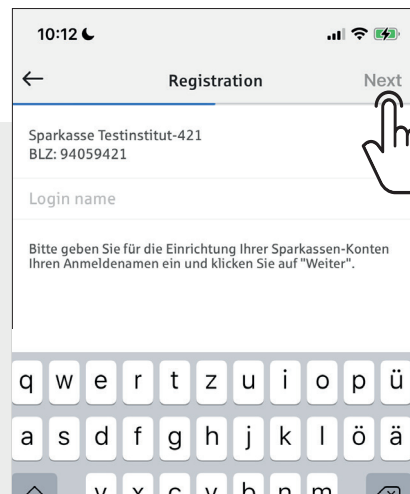 10:12
Registration
Next
Sparkasse Testinstitut-421
BLZ: 94059421
Login name
Bitte geben Sie für die Einrichtung Ihrer Sparkassen-Konten
Ihren Anmeldenamen ein und klicken Sie auf "Weiter".
q w e r t z u i o p ü
a s d f g h j k l ö ä
y x c v b n m